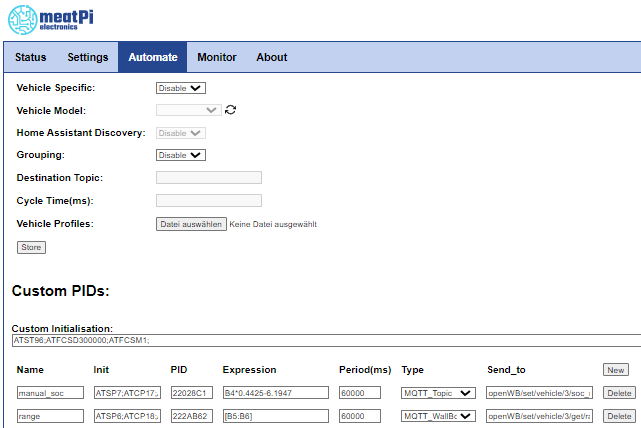 meatPi
electronics
Status Settings Automate Monitor About
Vehicle Specific: Disable
Vehicle Model:
Home Assistant Discovery: Disable
Grouping: Disable
Destination Topic:
Cycle Time(ms):
Vehicle Profiles: Datei auswählen Keine Datei ausgewählt
Store
Custom PIDs:
Custom Initialisation:
ATST96;ATFCSD300000;ATFCSM1;
Name Init PID Expression Period(ms) Type Send_to New
manual_soc ATSP7;ATCP17; 22028C1 B4*0.4425-6.1947 60000 MQTT_Topic openWB/set/vehicle/3/soc_ Delete
range ATSP6;ATCP18; 222AB62 [B5:B6] 60000 MQTT_WallBo openWB/set/vehicle/3/get/ra Delete